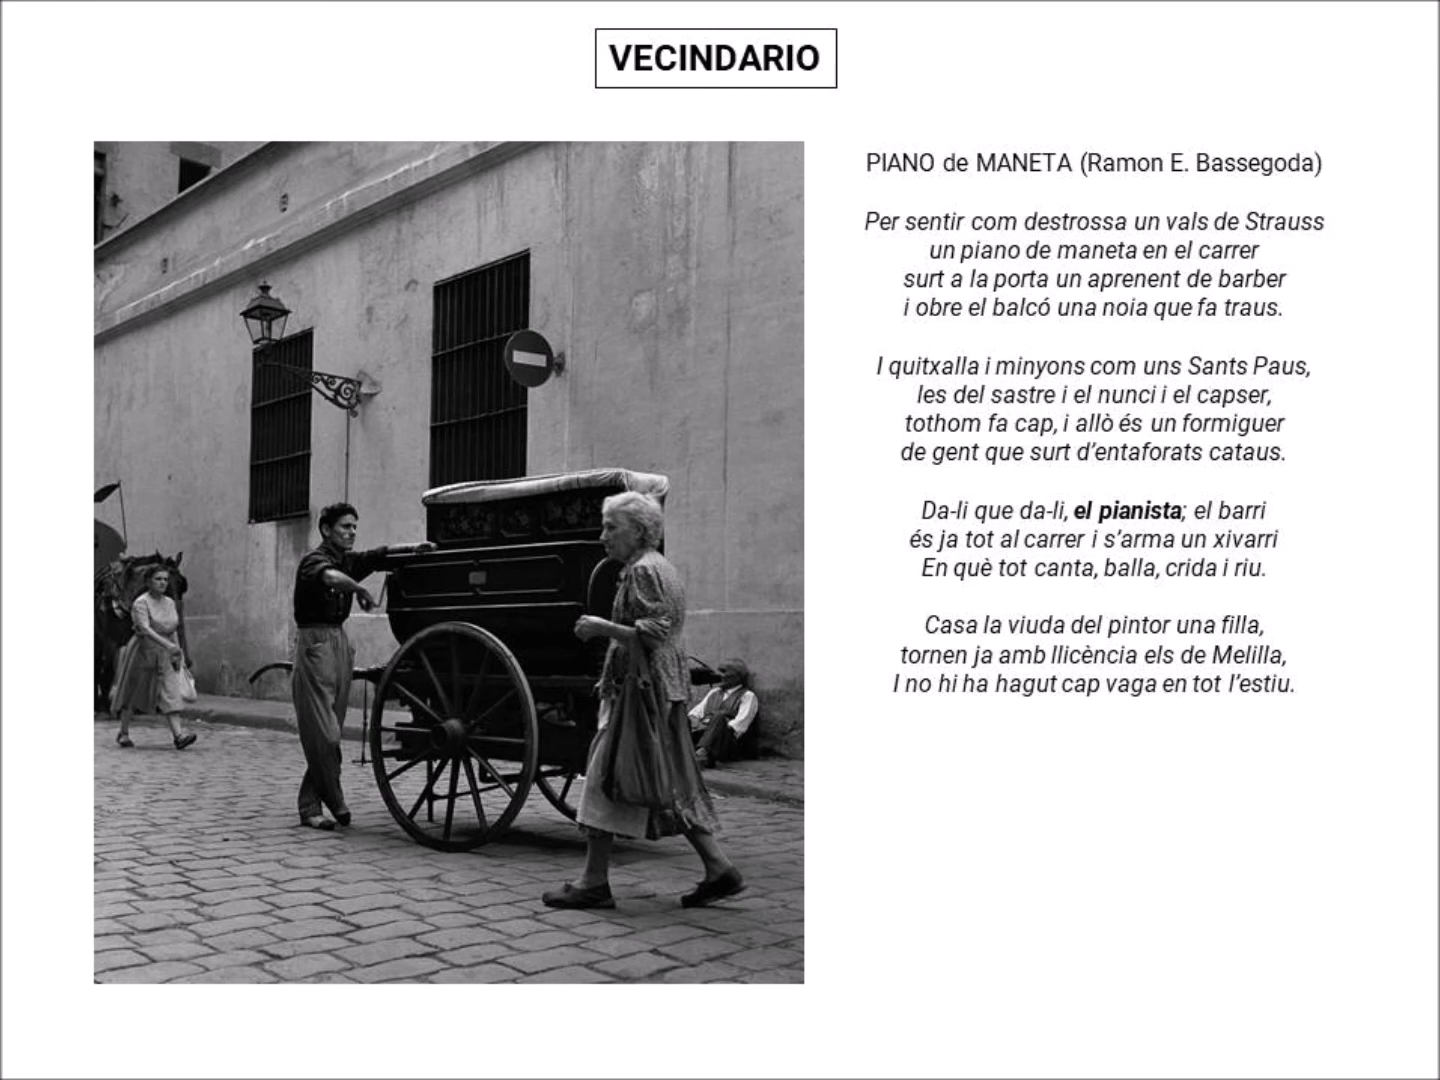 VECINDARIO
PIANO de MANETA (Ramon E. Bassegoda)
Per sentir com destrossa un vals de Strauss
un piano de maneta en el carrer
surt a la porta un aprenent de barber
i obre el balcó una noia que fa traus.
I quitxalla i minyons com uns Sants Paus,
les del sastre i el nunci i el capser,
tothom fa cap, i allò és un formiguer
de gent que surt d’entaforats cataus.
Da-li que da-li, el pianista; el barri
és ja tot al carrer i s’arma un xivarri
En què tot canta, balla, crida i riu.
Casa la viuda del pintor una filla,
tornen ja amb llicència els de Melilla,
I no hi ha hagut cap vaga en tot l’estiu.